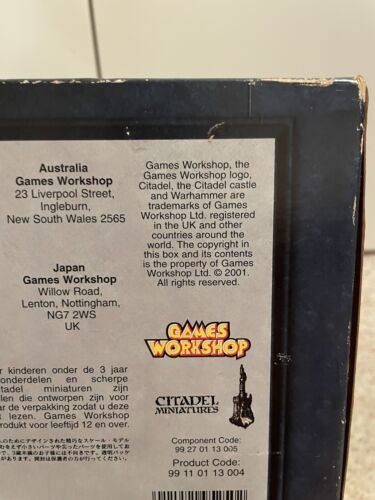 Australia
Games Workshop
23 Liverpool Street,
Ingleburn,
New South Wales 2565
Japan
Games Workshop
Willow Road,
Lenton, Nottingham,
NG7 2WS
UK
Games Workshop, the
Games Workshop logo,
Citadel, the Citadel castle
and Warhammer are
trademarks of Games
Workshop Ltd. registered
in the UK and other
countries around the
world. The copyright in
this box and its contents
is the property of Games
Workshop Ltd. © 2001.
All rights reserved.
GAMES
WORKSHOP
CITADEL
MINIATURES
kinderen onder de 3 jaar
onderdelen en scherpe
miniaturen zijn
die ontworpen zijn voor
de verpakking zodat u deze
lezen. Games Workshop
voor leeftijd 12 en over.
Component Code:
99 27 01 13 005
Product Code:
99 11 01 13 004